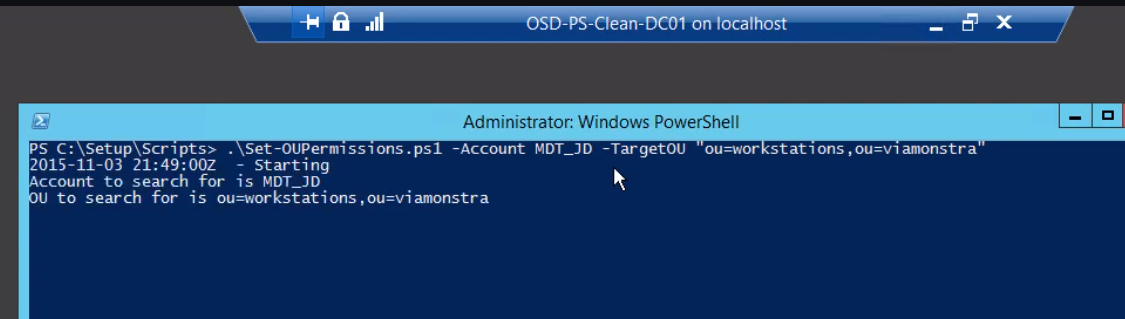 OSD-PS-Clean-DC01 on localhost
Administrator: Windows PowerShell
PS C:\Setup\Scripts> .\Set-OUPermissions.ps1 -Account MDT_JD -TargetOU "ou=workstations,ou=viamonstra"
2015-11-03 21:49:00Z  - Starting
Account to search for is MDT_JD
OU to search for is ou=workstations,ou=viamonstra